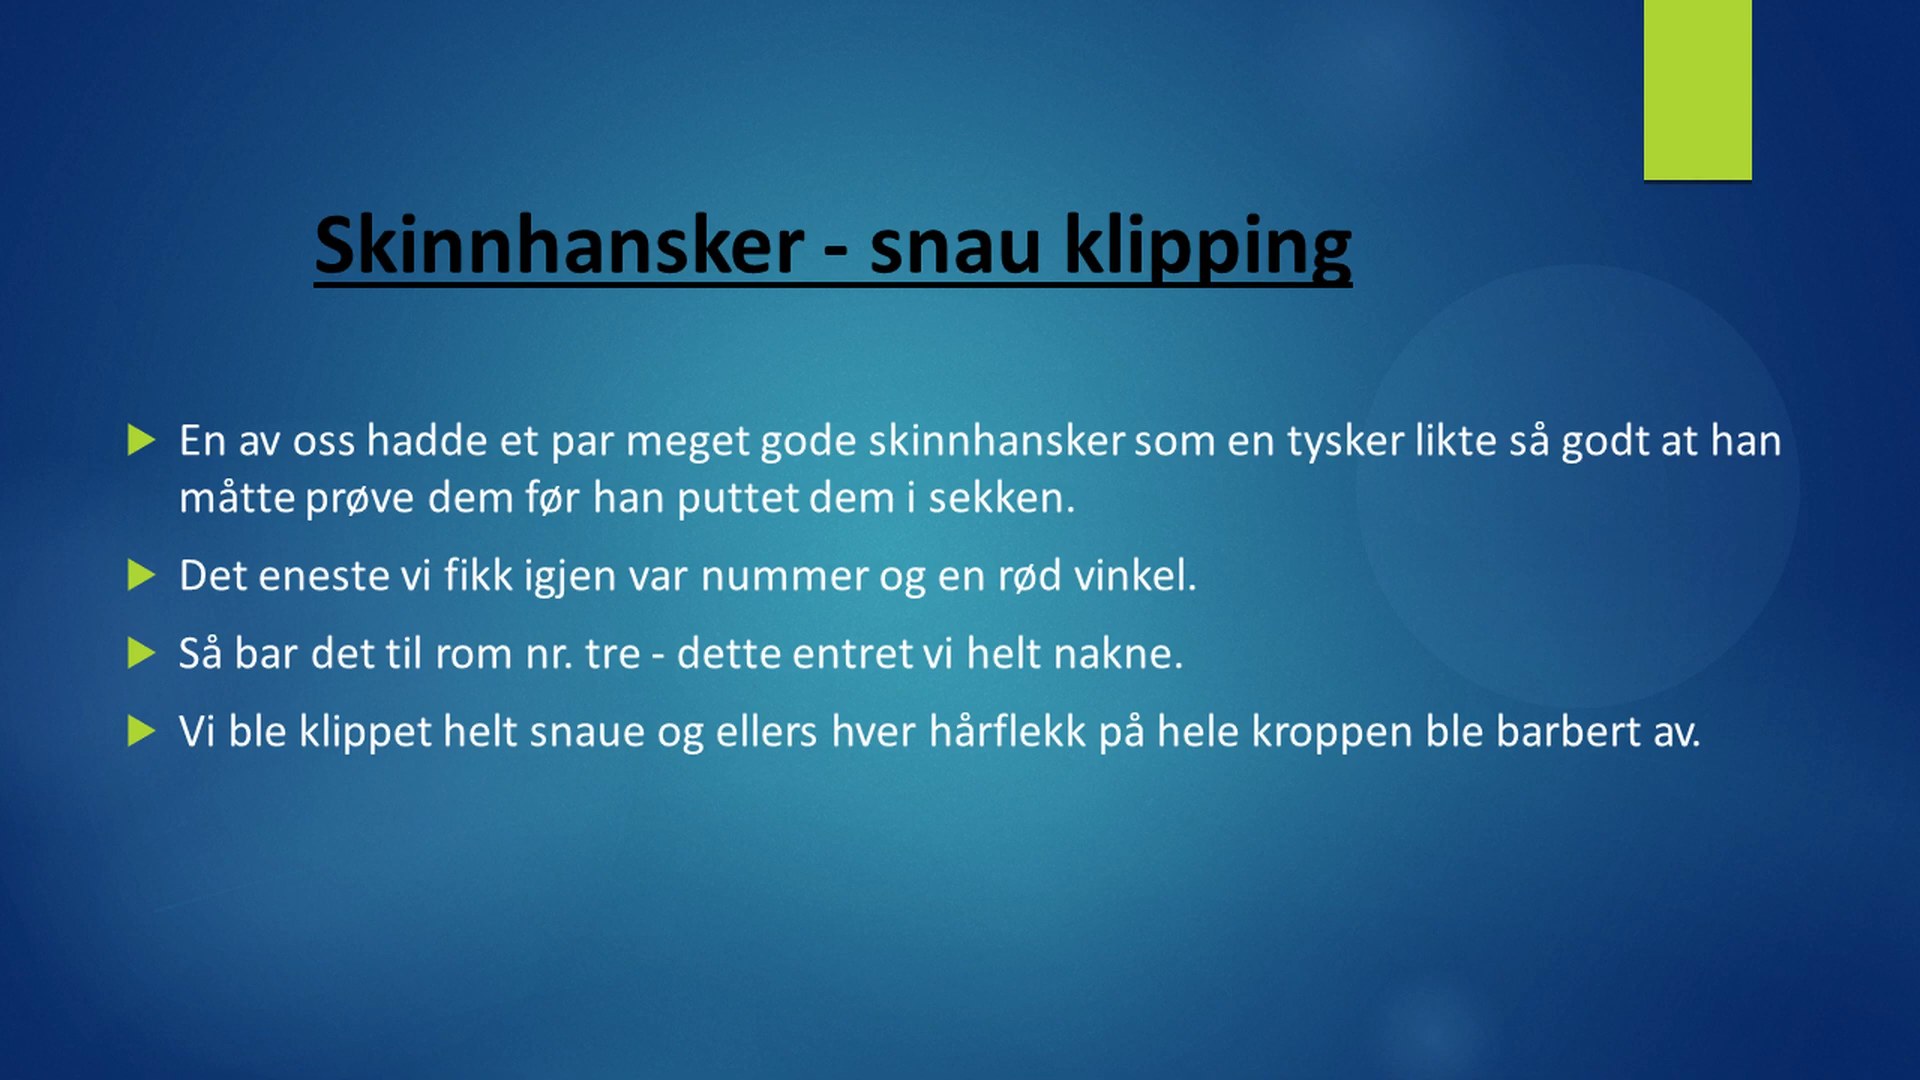 Skinnhansker - snau klipping
En av oss hadde et par meget gode skinnhansker som en tysker likte så godt at han
måtte prøve dem før han puttet dem i sekken.
Det eneste vi fikk igjen var nummer og en rød vinkel.
Så bar det til rom nr. tre - dette entret vi helt nakne.
Vi ble klippet helt snaue og ellers hver hårflekk på hele kroppen ble barbert av.